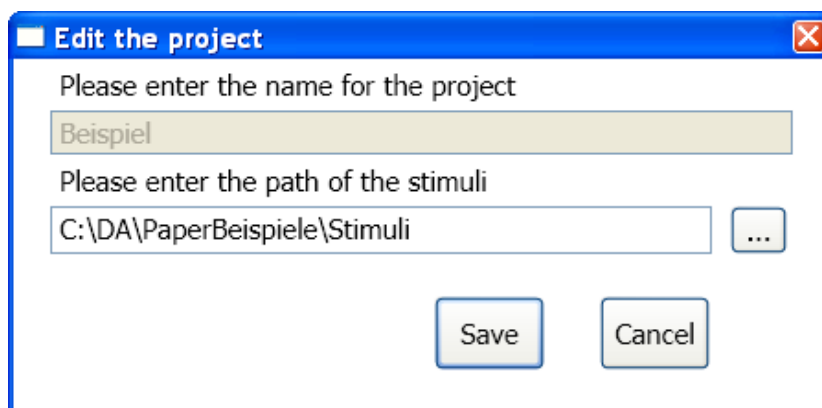 Edit the project
Please enter the name for the project
Beispiel
Please enter the path of the stimuli
C:\DA\PaperBeispiele\Stimuli
...
Save
Cancel